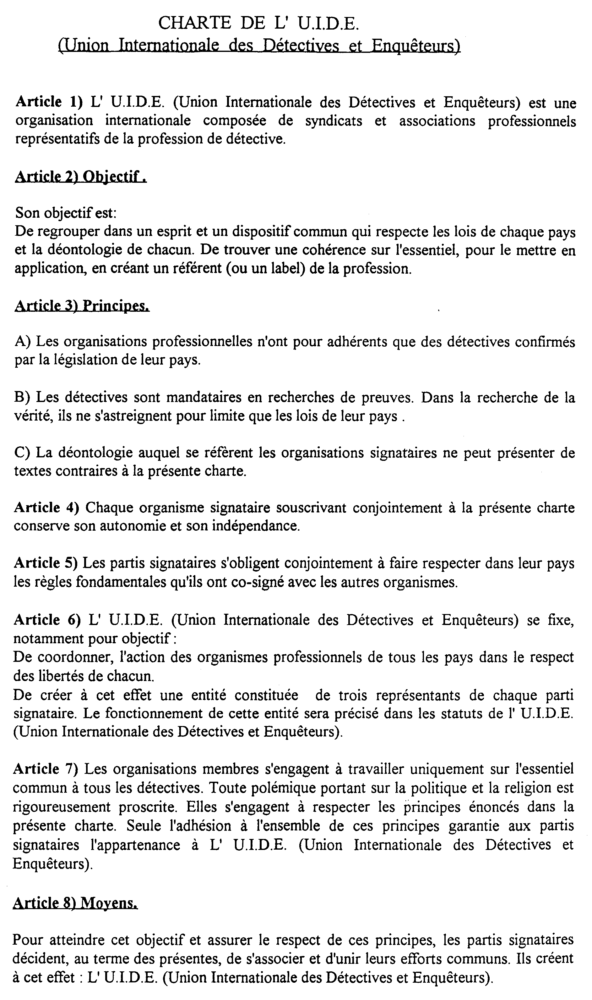 CHARTE DE L' U.I.D.E.
(Union Internationale des Détectives et Enquêteurs)
Article 1) L' U.I.D.E. (Union Internationale des Détectives et Enquêteurs) est une
organisation internationale composée de syndicats et associations professionnels
représentatifs de la profession de détective.
Article 2) Objectif.
Son objectif est:
De regrouper dans un esprit et un dispositif commun qui respecte les lois de chaque pays
et la déontologie de chacun. De trouver une cohérence sur l'essentiel, pour le mettre en
application, en créant un référent (ou un label) de la profession.
Article 3) Principes.
A) Les organisations professionnelles n'ont pour adhérents que des détectives confirmés
par la législation de leur pays.
B) Les détectives sont mandataires en recherches de preuves. Dans la recherche de la
vérité, ils ne s'astreignent pour limite que les lois de leur pays .
C) La déontologie auquel se réfèrent les organisations signataires ne peut présenter de
textes contraires à la présente charte.
Article 4) Chaque organisme signataire souscrivant conjointement à la présente charte
conserve son autonomie et son indépendance.
Article 5) Les partis signataires s'obligent conjointement à faire respecter dans leur pays
les règles fondamentales qu'ils ont co-signé avec les autres organismes.
Article 6) L' U.I.D.E. (Union Internationale des Détectives et Enquêteurs) se fixe,
notamment pour objectif :
De coordonner, l'action des organismes professionnels de tous les pays dans le respect
des libertés de chacun.
De créer à cet effet une entité constituée de trois représentants de chaque parti
signataire. Le fonctionnement de cette entité sera précisé dans les statuts de l' U.I.D.E.
(Union Internationale des Détectives et Enquêteurs).
Article 7) Les organisations membres s'engagent à travailler uniquement sur l'essentiel
commun à tous les détectives. Toute polémique portant sur la politique et la religion est
rigoureusement proscrite. Elles s'engagent à respecter les principes énoncés dans la
présente charte. Seule l'adhésion à l'ensemble de ces principes garantie aux partis
signataires l'appartenance à L' U.I.D.E. (Union Internationale des Détectives et
Enquêteurs).
Article 8) Moyens.
Pour atteindre cet objectif et assurer le respect de ces principes, les partis signataires
décident, au terme des présentes, de s'associer et d'unir leurs efforts communs. Ils créent
à cet effet : L' U.I.D.E. (Union Internationale des Détectives et Enquêteurs).